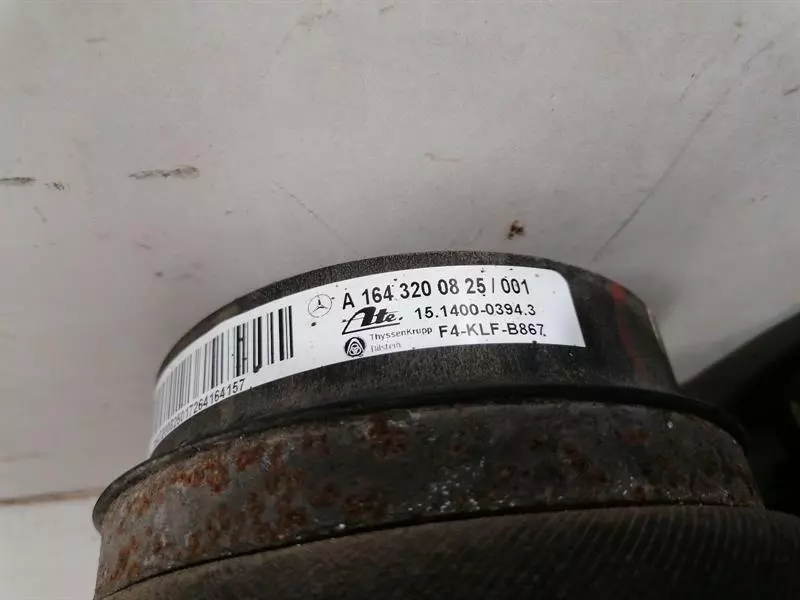 A 164 320 08 25 / 001
Ate. 15.1400-0394.3
ThyssenKrupp F4-KLF-B867
Bilstein